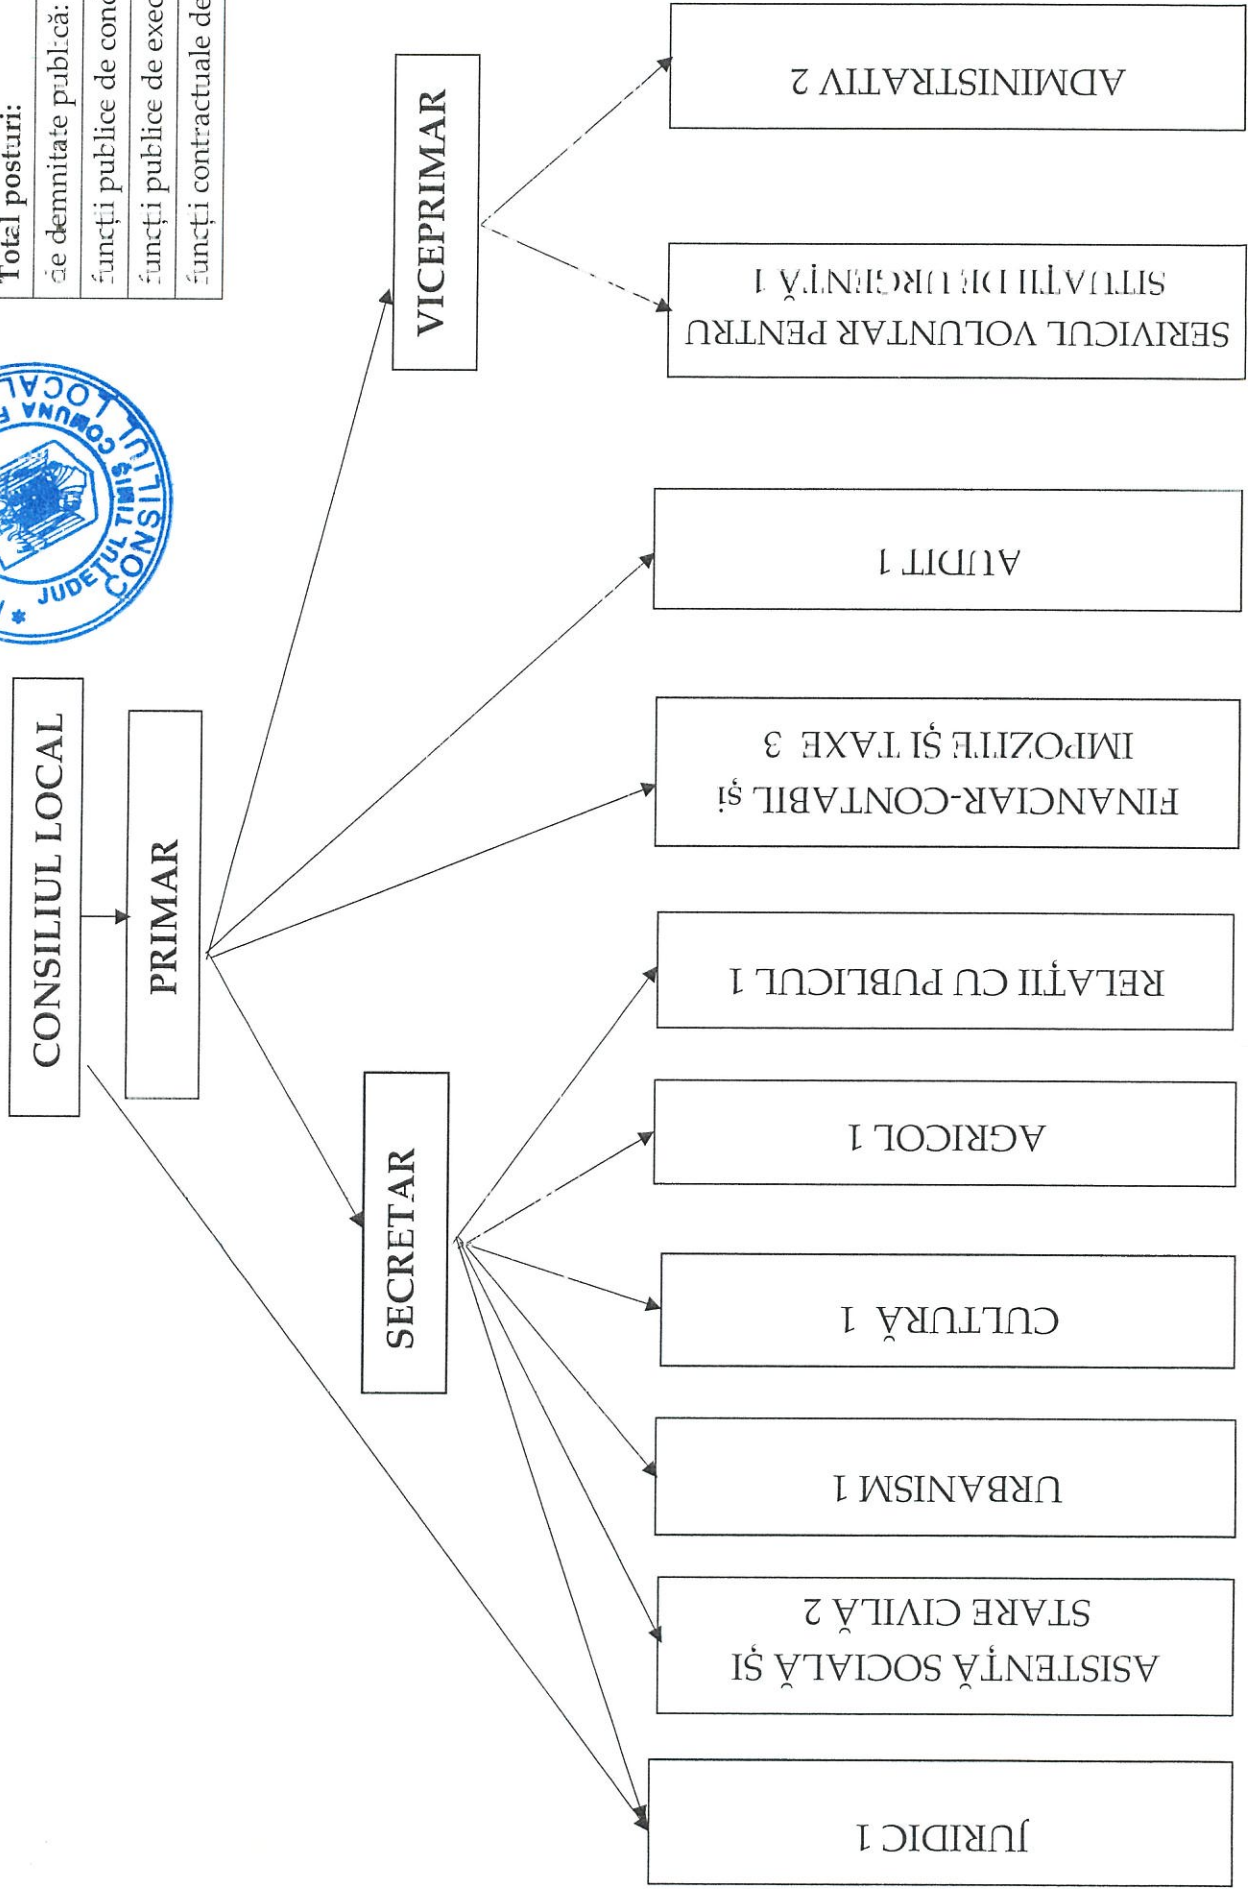 Total posturi:
de demnitate publică:
funcții publice de
funcții publice de
funcții contractuale de
JUDEȚUL TIMIȘ COMUNA
CONSILIUL LOCAL
CONSILIUL LOCAL
PRIMAR
SECRETAR
VICEPRIMAR
JURIDIC 1
ASISTENȚĂ SOCIALĂ ȘI
STARE CIVILĂ 2
URBANISM 1
CULTURĂ 1
AGRICOL 1
RELAȚII CU PUBLICUL 1
FINANCIAR-CONTABIL și
IMPOZITE ȘI TAXE 3
AUDIT 1
SERIVICUL VOLUNTAR PENTRU
SITUAȚII DE URGENȚĂ 1
ADMINISTRATIV 2